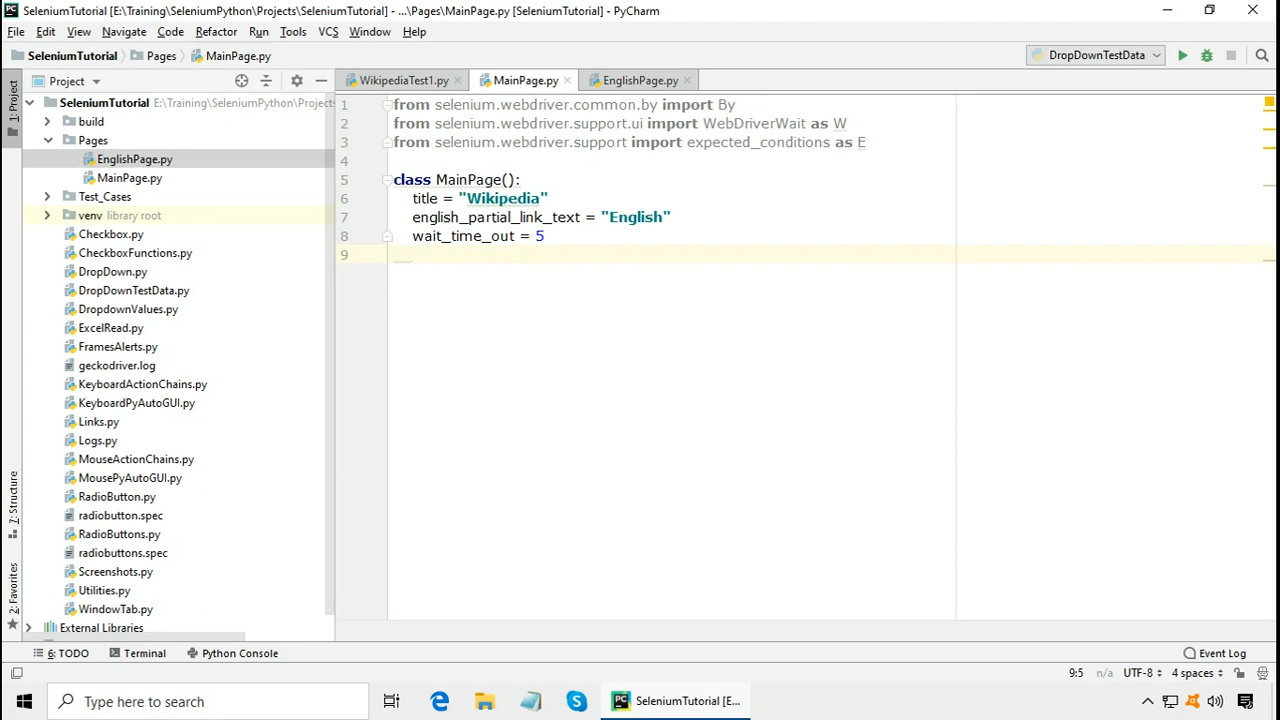 SeleniumTutorial [E:\Training\SeleniumPython\Projects\SeleniumTutorial] - ...\Pages\MainPage.py [SeleniumTutorial] - PyCharm
File Edit View Navigate Code Refactor Run Tools VCS Window Help
SeleniumTutorial Pages MainPage.py DropDownTestData
1: Project
Project
WikipediaTest1.py MainPage.py EnglishPage.py
SeleniumTutorial E:\Training\SeleniumPython\Projects
build
Pages
EnglishPage.py
MainPage.py
Test_Cases
venv library root
Checkbox.py
CheckboxFunctions.py
DropDown.py
DropDownTestData.py
DropdownValues.py
ExcelRead.py
FramesAlerts.py
geckodriver.log
KeyboardActionChains.py
KeyboardPyAutoGUI.py
Links.py
Logs.py
MouseActionChains.py
MousePyAutoGUI.py
RadioButton.py
radiobutton.spec
RadioButtons.py
radiobuttons.spec
Screenshots.py
Utilities.py
WindowTab.py
External Libraries
1 from selenium.webdriver.common.by import By
2 from selenium.webdriver.support.ui import WebDriverWait as W
3 from selenium.webdriver.support import expected_conditions as E
4
5 class MainPage():
6 title = "Wikipedia"
7 english_partial_link_text = "English"
8 wait_time_out = 5
9
7: Structure
2: Favorites
6: TODO Terminal Python Console Event Log
9:5 n/a UTF-8 4 spaces
Type here to search
PC SeleniumTutorial [E...